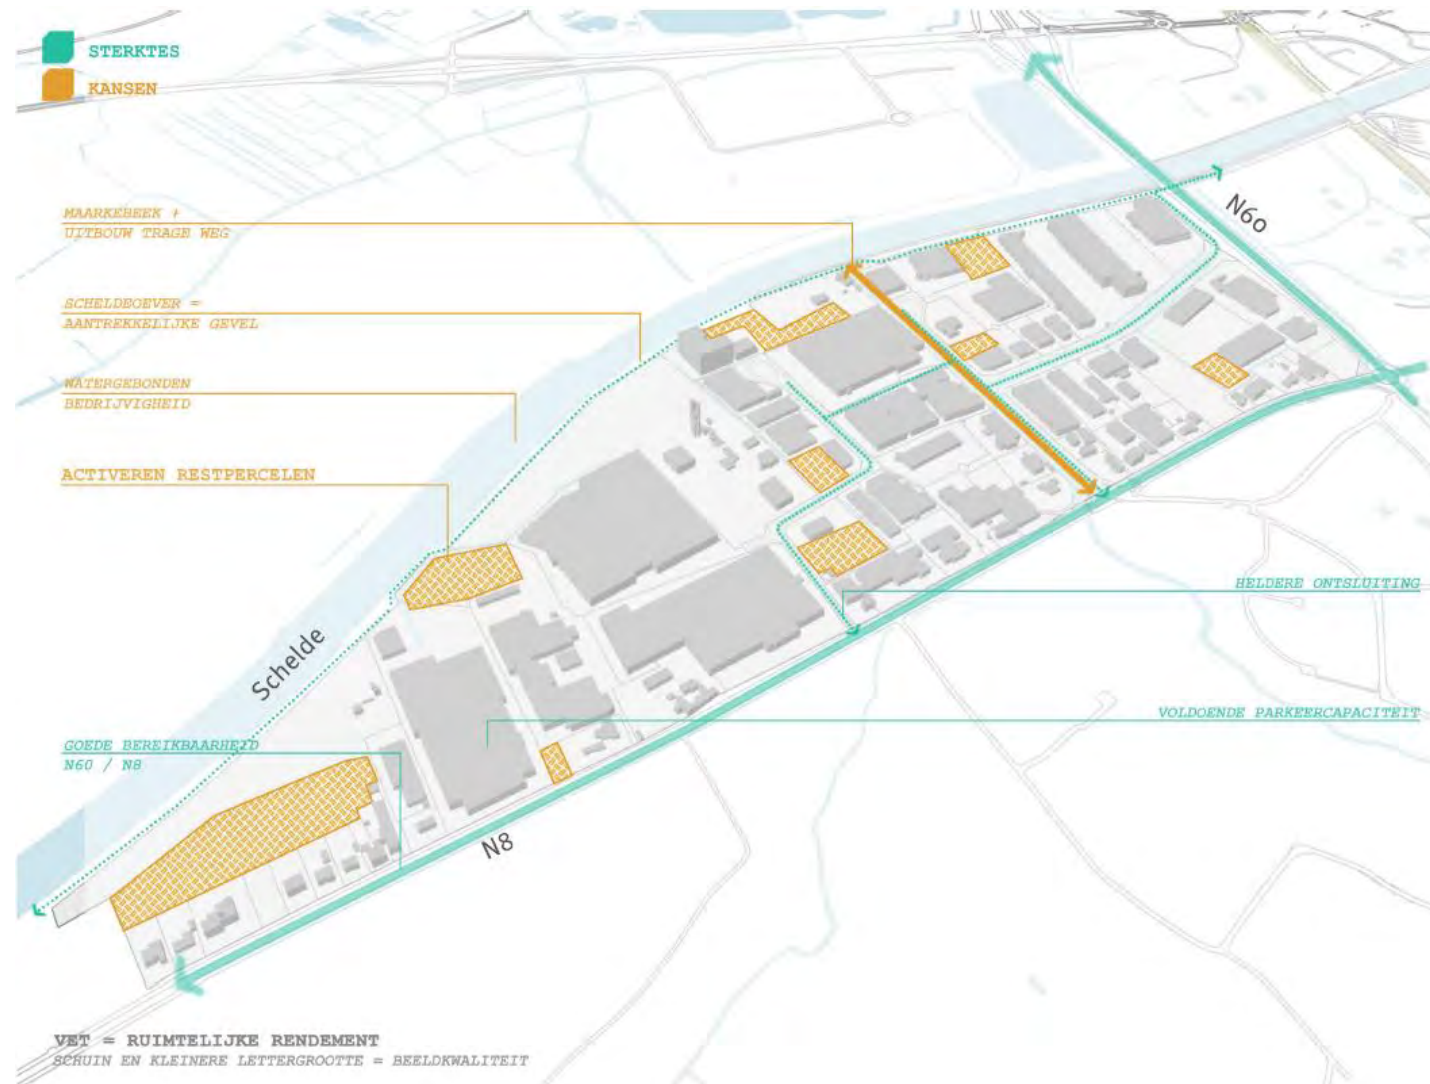 STERKTES
KANSEN
MAARKEBEEK +
UITBOUW TRAGE WEG
SCHELDEOEVER =
AANTREKKELIJKE GEVEL
WATERGEBONDEN
BEDRIJVIGHEID
ACTIVEREN RESTPERCELEN
N60
HELDERE ONTSLUITING
Schelde
VOLDOENDE PARKEERCAPACITEIT
GOEDE BEREIKBAARHEID
N60 / N8
N8
VET = RUIMTELIJKE RENDEMENT
SCHUIN EN KLEINERE LETTERGROOTTE = BEELDKWALITEIT